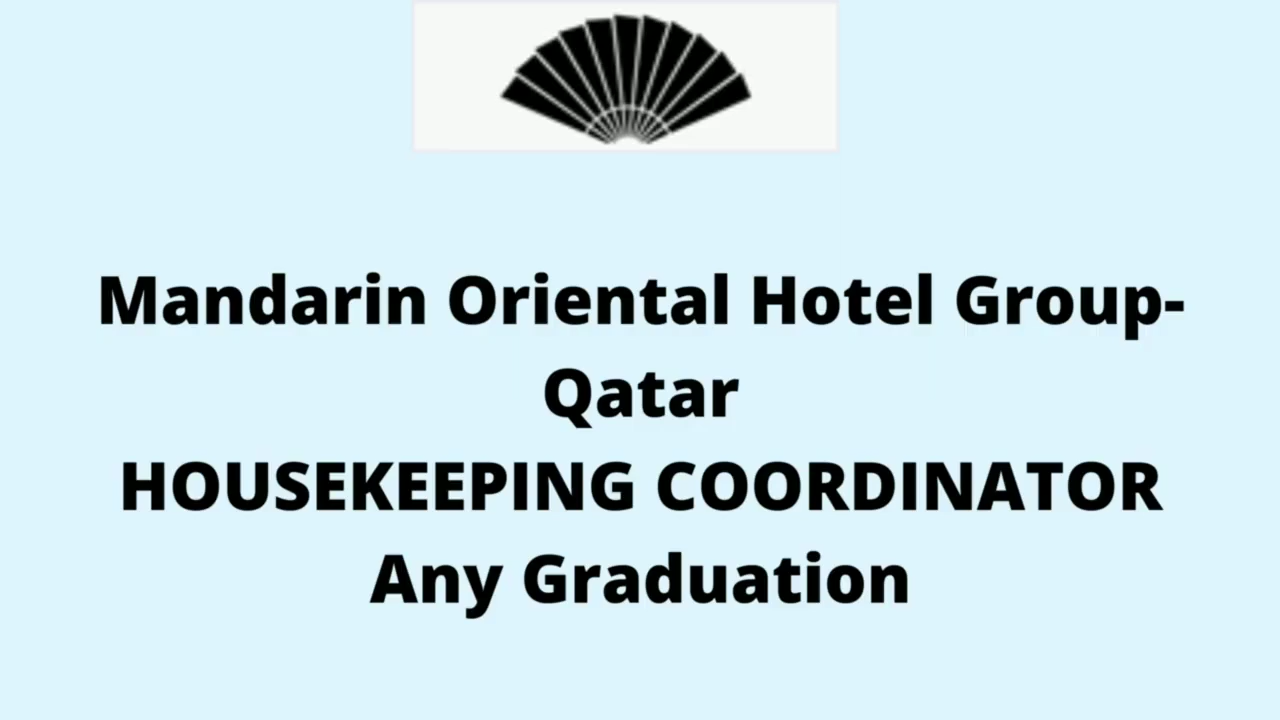 Mandarin Oriental Hotel Group-
Qatar
HOUSEKEEPING COORDINATOR
Any Graduation